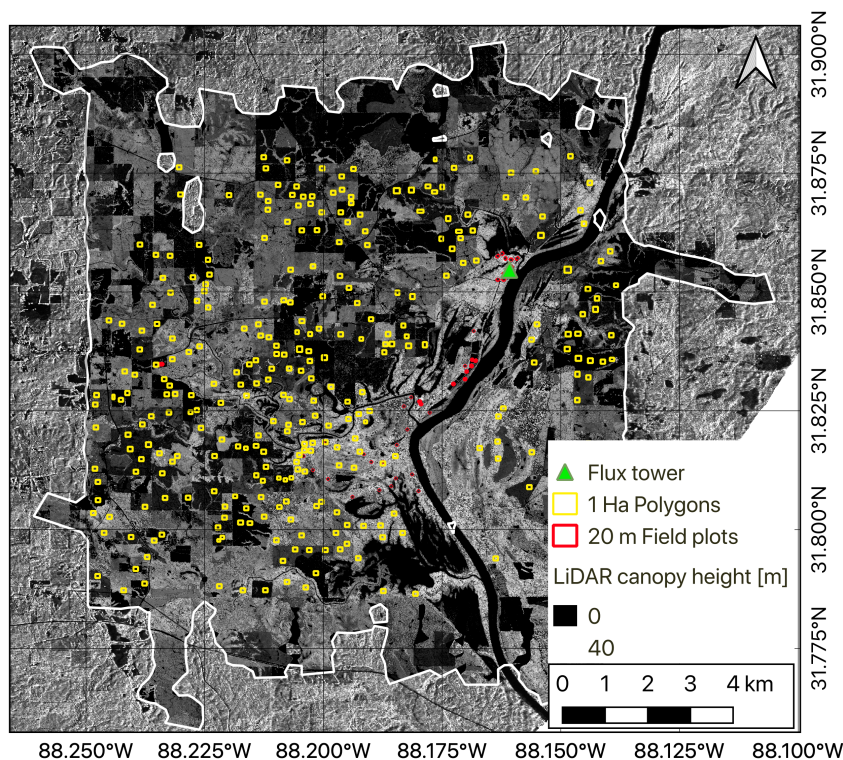 31.900°N
31.875°N
31.850°N
31.825°N
31.800°N
31.775°N
Flux tower
1 Ha Polygons
20 m Field plots
LiDAR canopy height [m]
0
40
0 1 2 3 4 km
88.250°W 88.225°W 88.200°W 88.175°W 88.150°W 88.125°W 88.100°W